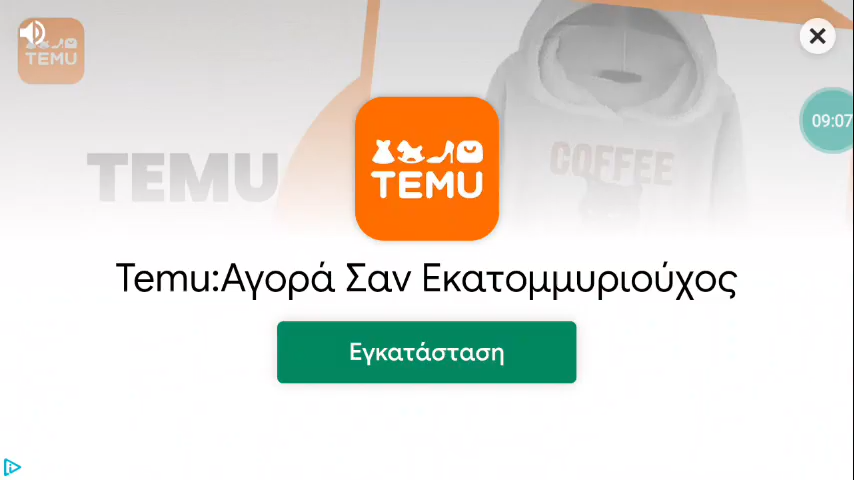 TEMU
09:07
COFFEE
TEMU
TEMU
Temu:Αγορά Σαν Εκατομμυριούχος
Εγκατάσταση